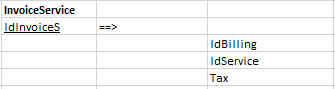 InvoiceService
IdInvoiceS ==>
IdBilling
IdService
Tax